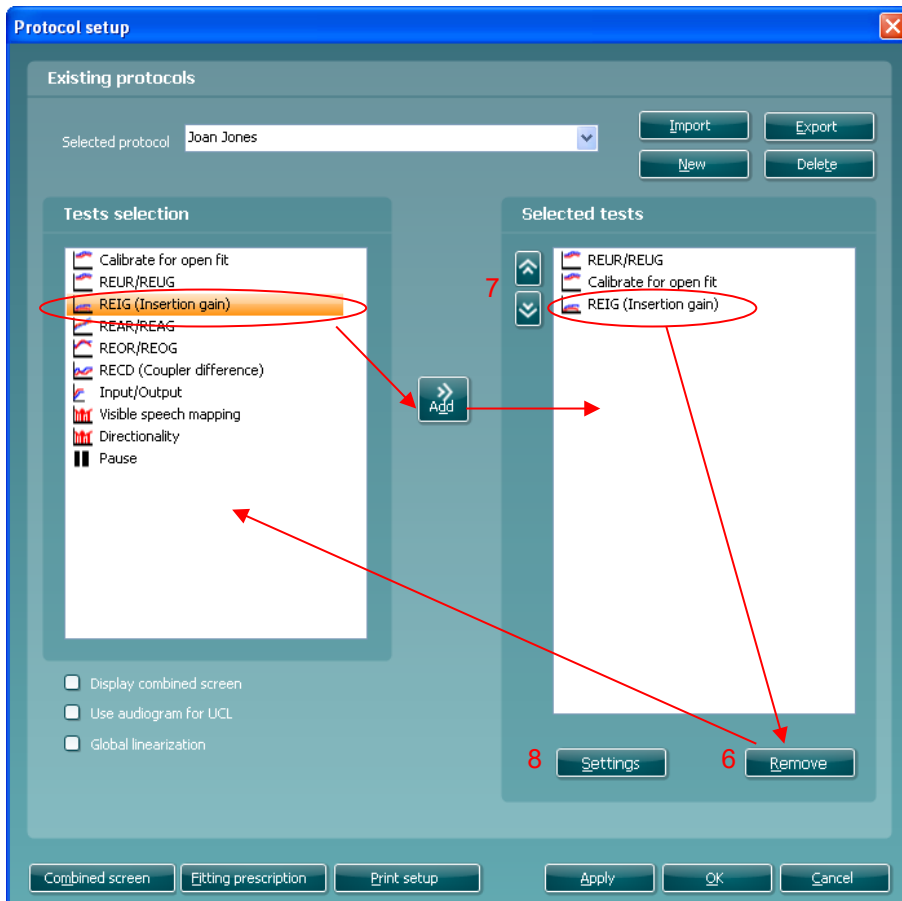 Protocol setup
Existing protocols
Selected protocol Joan Jones
Import Export
New Delete
Tests selection
Calibrate for open fit
REUR/REUG
REIG (Insertion gain)
REAR/REAG
REOR/REOG
RECD (Coupler difference)
Input/Output
Visible speech mapping
Directionality
Pause
Display combined screen
Use audiogram for UCL
Global linearization
Add
Selected tests
7
REUR/REUG
Calibrate for open fit
REIG (Insertion gain)
8 Settings 6 Remove
Combined screen Fitting prescription Print setup Apply OK Cancel